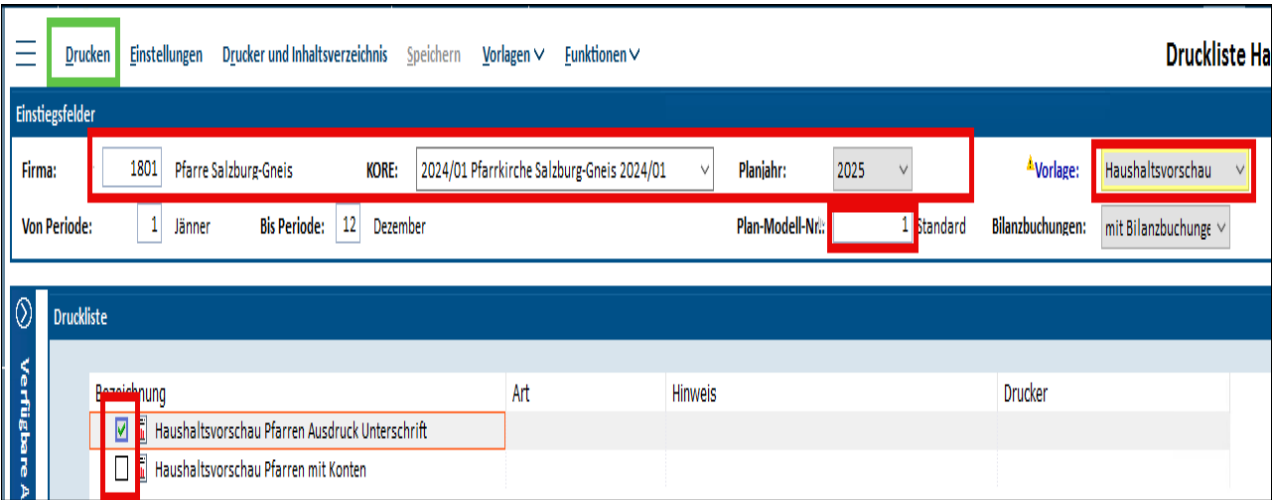 Drucken Einstellungen Drucker und Inhaltsverzeichnis Speichern Vorlagen Funktionen Druckliste Ha
Einstiegsfelder
Firma: 1801 Pfarre Salzburg-Gneis KORE: 2024/01 Pfarrkirche Salzburg-Gneis 2024/01 Planjahr: 2025 Vorlage: Haushaltsvorschau
Von Periode: 1 Jänner Bis Periode: 12 Dezember Plan-Modell-Nr.: 1 Standard Bilanzbuchungen: mit Bilanzbuchunge
Druckliste
Verfügbare A
Bezeichnung Art Hinweis Drucker
Haushaltsvorschau Pfarren Ausdruck Unterschrift
Haushaltsvorschau Pfarren mit Konten